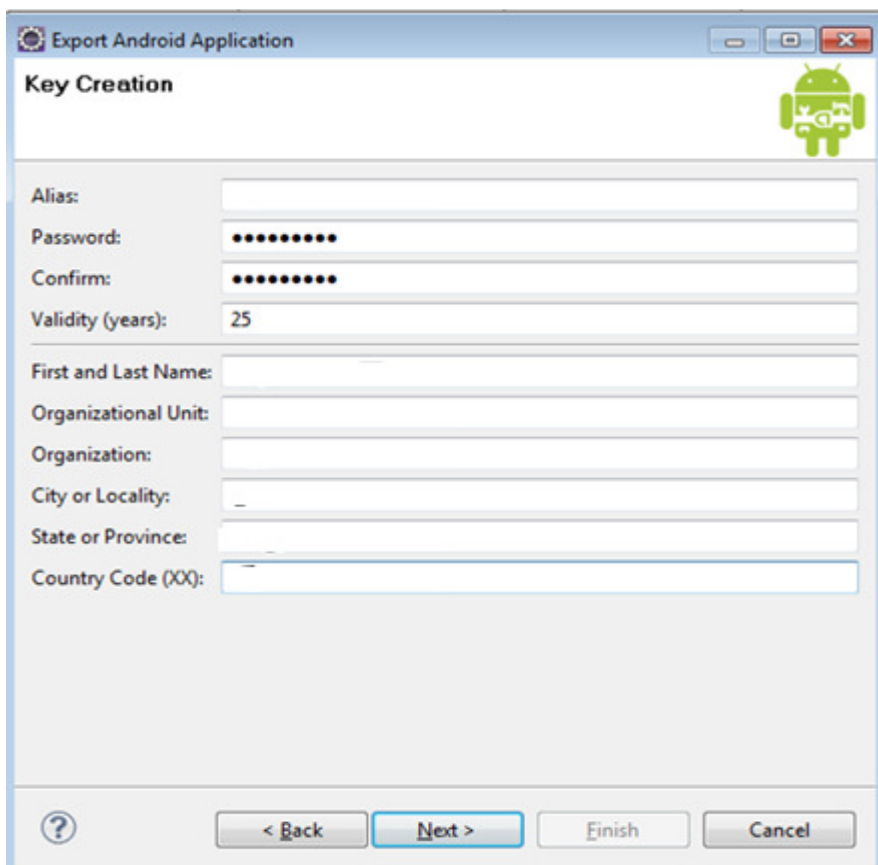 Export Android Application
Key Creation
Alias:
Password: •••••••••
Confirm: •••••••••
Validity (years): 25
First and Last Name:
Organizational Unit:
Organization:
City or Locality:
State or Province:
Country Code (XX):
? < Back Next > Finish Cancel